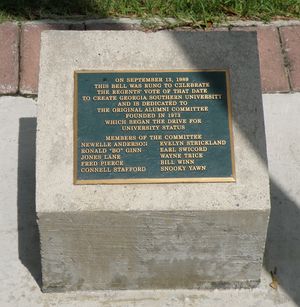 ON SEPTEMBER 13, 1989
THIS BELL WAS RUNG TO CELEBRATE
THE REGENTS' VOTE OF THAT DATE
TO CREATE GEORGIA SOUTHERN UNIVERSITY
AND IS DEDICATED TO
THE ORIGINAL ALUMNI COMMITTEE
FOUNDED IN 1973
WHICH BEGAN THE DRIVE FOR
UNIVERSITY STATUS
MEMBERS OF THE COMMITTEE
NEWELLE ANDERSON EVELYN STRICKLAND
RONALD "BO" GINN EARL SWICORD
JONES LANE WAYNE TRICE
FRED PIERCE BILL WINN
CONNELL STAFFORD SNOOKY YAWN